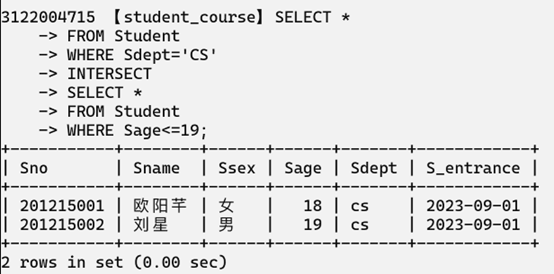 3122004715 【student_course】SELECT *
    -> FROM Student
    -> WHERE Sdept='CS'
    -> INTERSECT
    -> SELECT *
    -> FROM Student
    -> WHERE Sage<=19;
+-----------+--------+------+------+-------+------------+
| Sno       | Sname  | Ssex | Sage | Sdept | S_entrance |
+-----------+--------+------+------+-------+------------+
| 201215001 | 欧阳芊 | 女   |   18 | cs    | 2023-09-01 |
| 201215002 | 刘星   | 男   |   19 | cs    | 2023-09-01 |
+-----------+--------+------+------+-------+------------+
2 rows in set (0.00 sec)